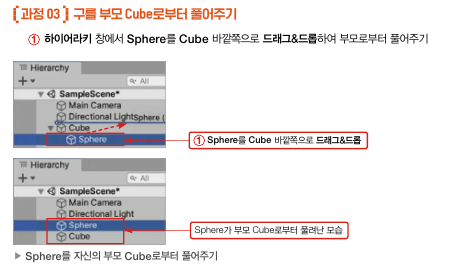 [과정 03] 구를 부모 Cube로부터 풀어주기
① 하이어라키 창에서 Sphere를 Cube 바깥쪽으로 드래그&드롭하여 부모로부터 풀어주기
Hierarchy
+ ▾ All
SampleScene*
Main Camera
Directional Light Sphere (
Cube
Sphere
① Sphere를 Cube 바깥쪽으로 드래그&드롭
Hierarchy
+ ▾ All
SampleScene*
Main Camera
Directional Light
Sphere
Cube
Sphere가 부모 Cube로부터 풀려난 모습
▶ Sphere를 자신의 부모 Cube로부터 풀어주기